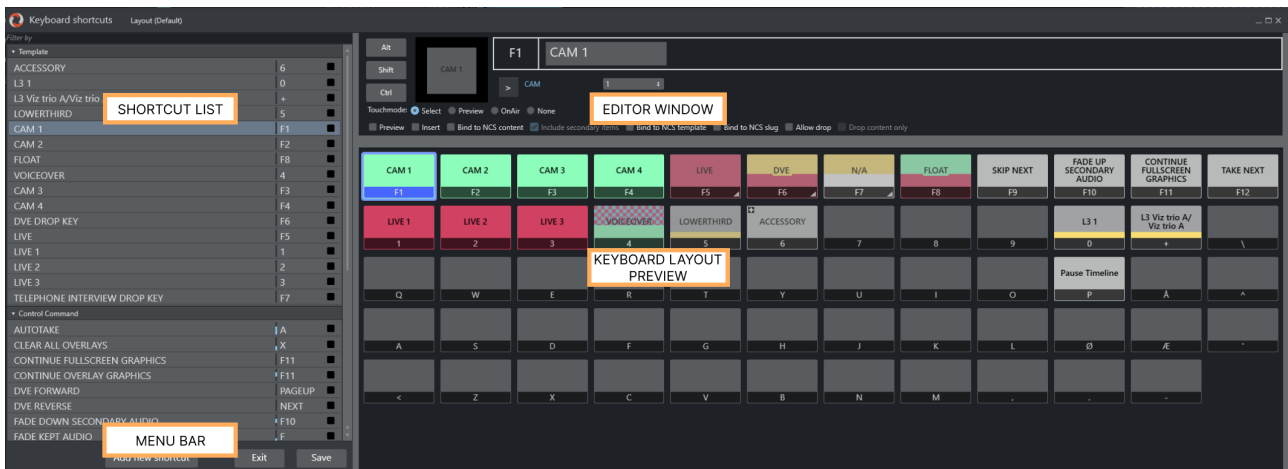 Keyboard shortcuts Layout (Default)
Filter by
Template
ACCESSORY 6
L3 1 0
L3 Viz trio A/Viz trio +
LOWERTHIRD 5
CAM 1 F1
CAM 2 F2
FLOAT F8
VOICEOVER 4
CAM 3 F3
CAM 4 F4
DVE DROP KEY F6
LIVE F5
LIVE 1 1
LIVE 2 2
LIVE 3 3
TELEPHONE INTERVIEW DROP KEY F7
SHORTCUT LIST
Control Command
AUTOTAKE A
CLEAR ALL OVERLAYS X
CONTINUE FULLSCREEN GRAPHICS F11
CONTINUE OVERLAY GRAPHICS F11
DVE FORWARD PAGEUP
DVE REVERSE NEXT
FADE DOWN SECONDARY AUDIO F10
FADE KEPT AUDIO F
MENU BAR
Add new shortcut Exit Save
Alt
Shift
Ctrl
CAM 1
F1 CAM 1
> CAM 1
Touchmode: Select Preview OnAir None
EDITOR WINDOW
Preview Insert Bind to NCS content Include secondary items Bind to NCS template Bind to NCS slug Allow drop Drop content only
CAM 1 CAM 2 CAM 3 CAM 4 LIVE DVE N/A FLOAT SKIP NEXT FADE UP SECONDARY AUDIO CONTINUE FULLSCREEN GRAPHICS TAKE NEXT
F1 F2 F3 F4 F5 F6 F7 F8 F9 F10 F11 F12
LIVE 1 LIVE 2 LIVE 3 VOICEOVER LOWERTHIRD ACCESSORY L3 1 L3 Viz trio A/ Viz trio A
1 2 3 4 5 6 7 8 9 0 + \
KEYBOARD LAYOUT
PREVIEW
Pause Timeline
Q W E R T Y U I O P Å ^
A S D F G H J K L Ø Æ '
< Z X C V B N M , . -